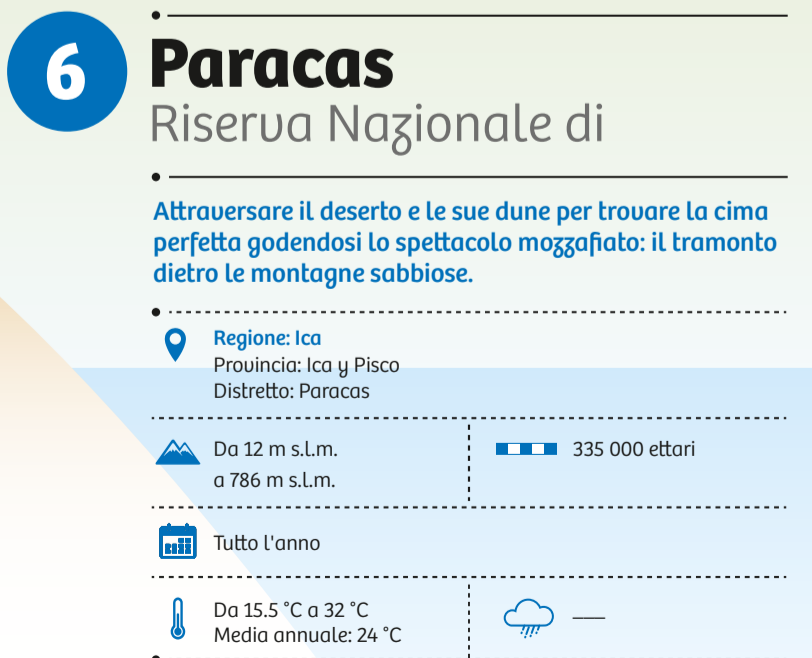 6
Paracas
Riserva Nazionale di
Attraversare il deserto e le sue dune per trovare la cima
perfetta godendosi lo spettacolo mozzafiato: il tramonto
dietro le montagne sabbiose.
Regione: Ica
Provincia: Ica y Pisco
Distretto: Paracas
Da 12 m s.l.m.
a 786 m s.l.m.
335 000 ettari
Tutto l'anno
Da 15.5 °C a 32 °C
Media annuale: 24 °C
—